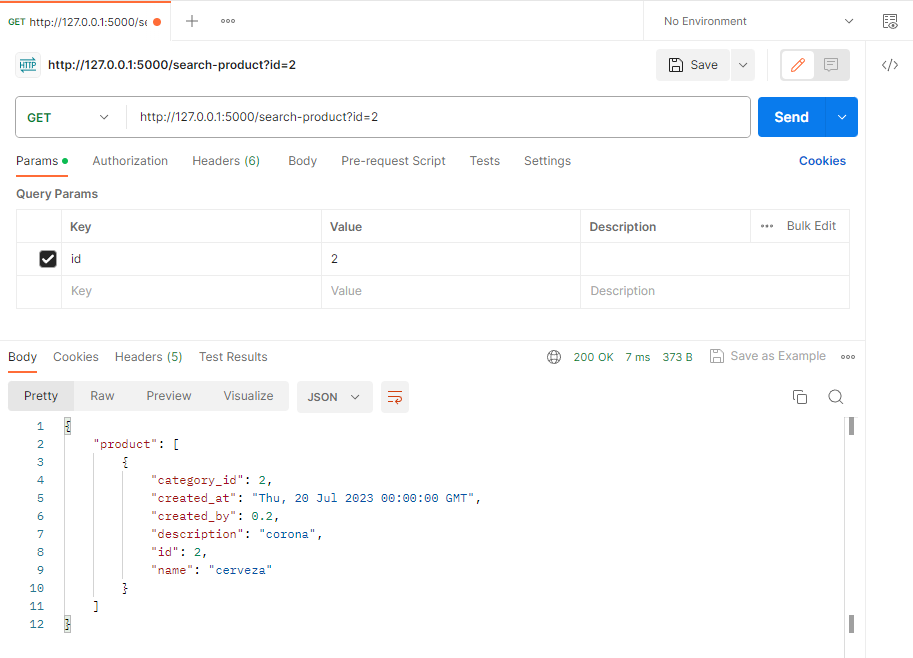 GET http://127.0.0.1:5000/se
No Environment
HTTP http://127.0.0.1:5000/search-product?id=2
Save
GET http://127.0.0.1:5000/search-product?id=2
Send
Params Authorization Headers (6) Body Pre-request Script Tests Settings Cookies
Query Params
Key Value Description Bulk Edit
id 2
Key Value Description
Body Cookies Headers (5) Test Results 200 OK 7 ms 373 B Save as Example
Pretty Raw Preview Visualize JSON
1 {
2 "product": [
3 {
4 "category_id": 2,
5 "created_at": "Thu, 20 Jul 2023 00:00:00 GMT",
6 "created_by": 0.2,
7 "description": "corona",
8 "id": 2,
9 "name": "cerveza"
10 }
11 ]
12 }